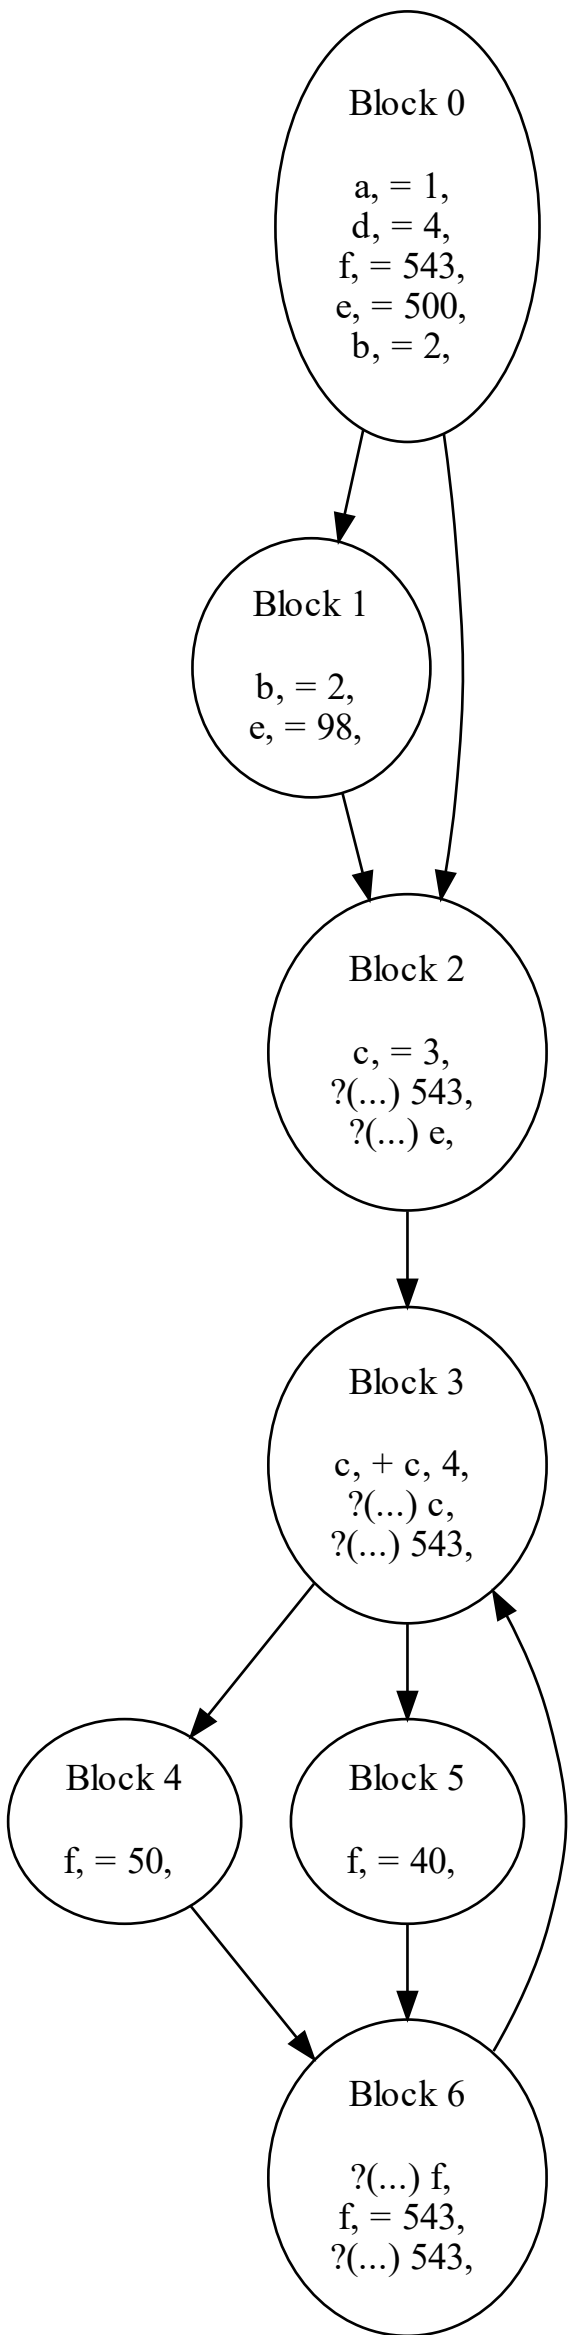 Block 0
a, = 1,
d, = 4,
f, = 543,
e, = 500,
b, = 2,
Block 1
b, = 2,
e, = 98,
Block 2
c, = 3,
?(...) 543,
?(...) e,
Block 3
c, + c, 4,
?(...) c,
?(...) 543,
Block 4
f, = 50,
Block 5
f, = 40,
Block 6
?(...) f,
f, = 543,
?(...) 543,